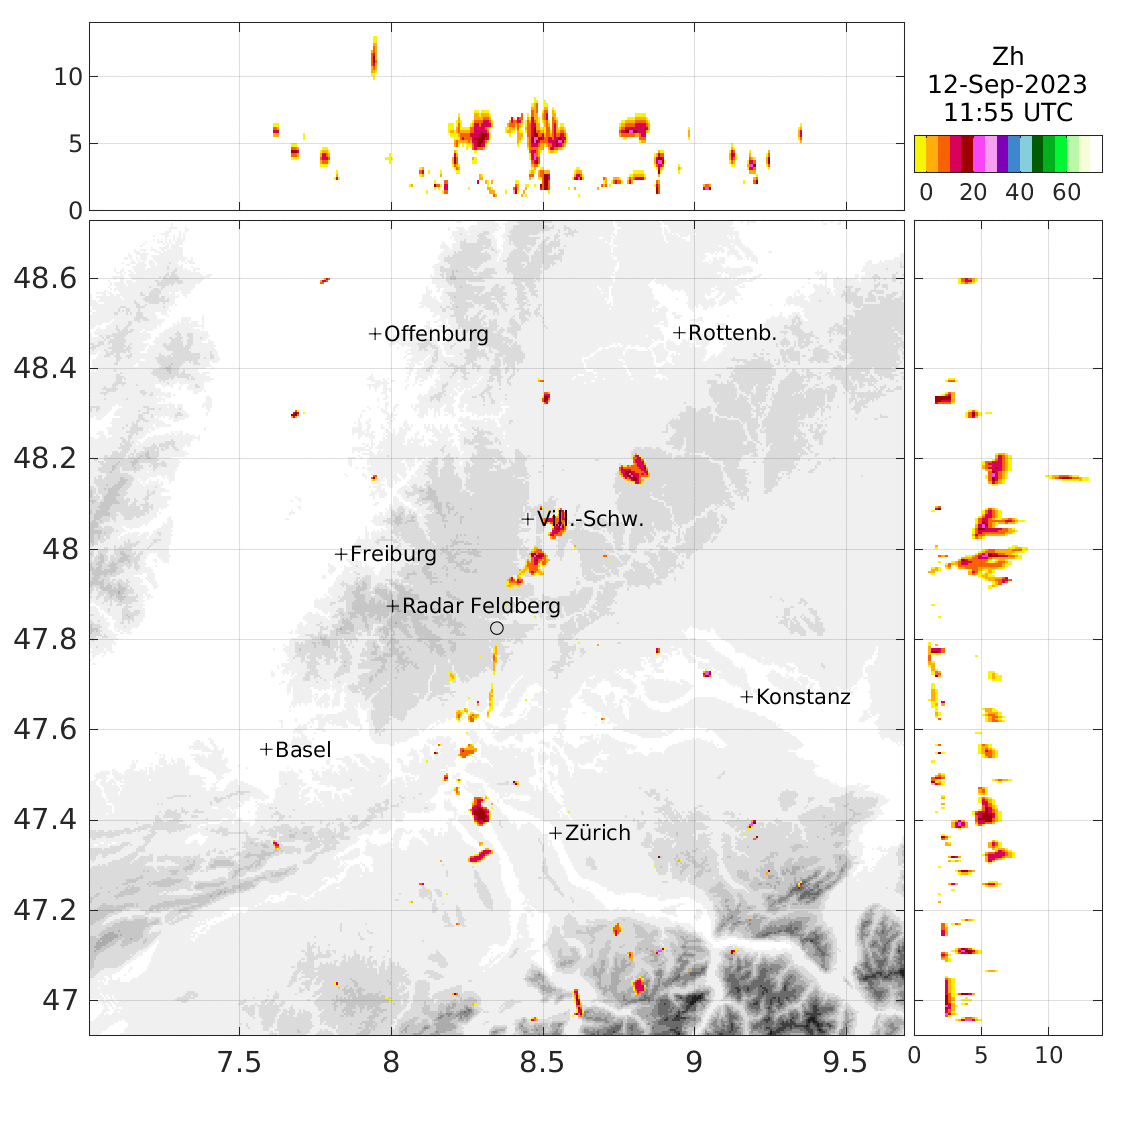 10
5
0
Zh
12-Sep-2023
11:55 UTC
0
20
40
60
48.6
48.4
48.2
48
47.8
47.6
47.4
47.2
47
+Offenburg
+Rottenb.
+Vill.-Schw.
+Freiburg
+Radar Feldberg
+Konstanz
+Basel
+Zürich
7.5
8
8.5
9
9.5
0
5
10